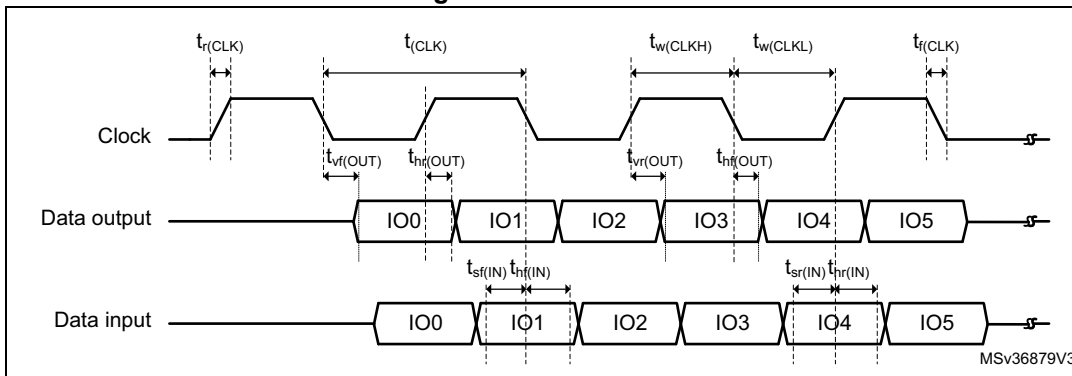 t_r(CLK) t_(CLK) t_w(CLKH) t_w(CLKL) t_f(CLK)
Clock
t_vf(OUT) t_hr(OUT) t_vr(OUT) t_hf(OUT)
Data output IO0 IO1 IO2 IO3 IO4 IO5
t_sf(IN) t_hf(IN) t_sr(IN) t_hr(IN)
Data input IO0 IO1 IO2 IO3 IO4 IO5
MSv36879V3